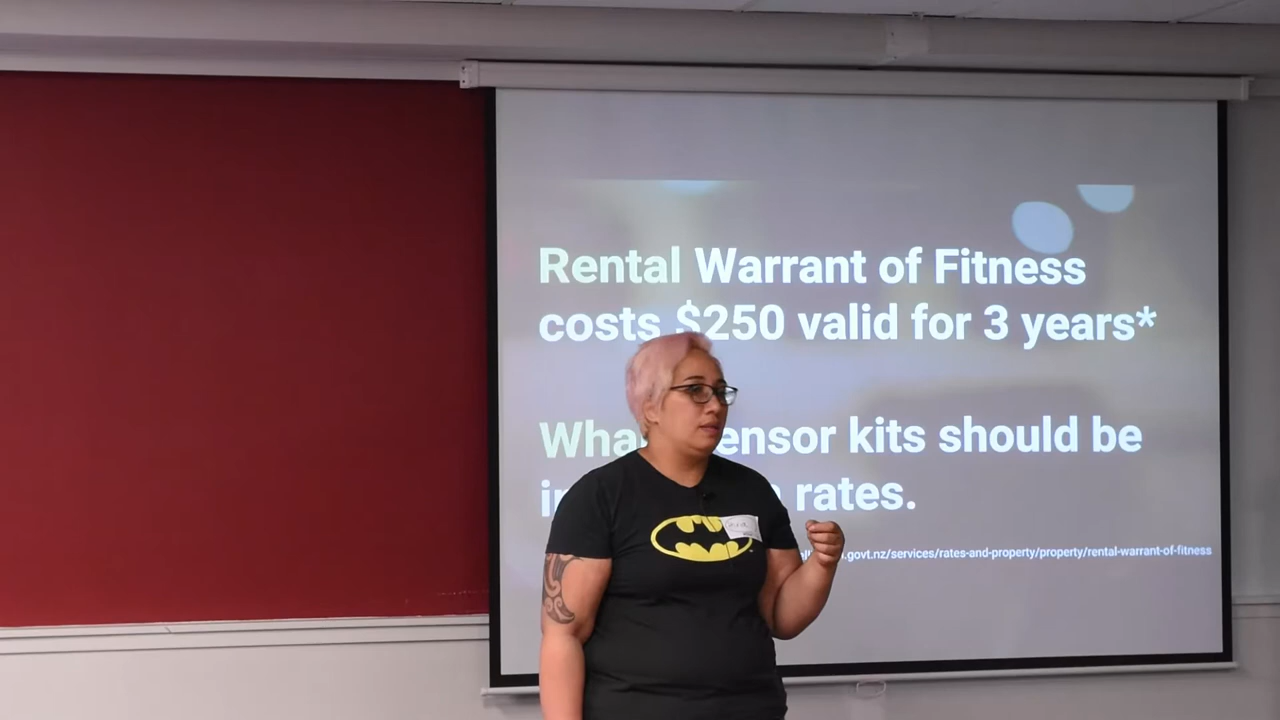 Rental Warrant of Fitness
costs $250 valid for 3 years*
kits should be
rates.
.govt.nz/services/rates-and-property/property/rental-warrant-of-fitness